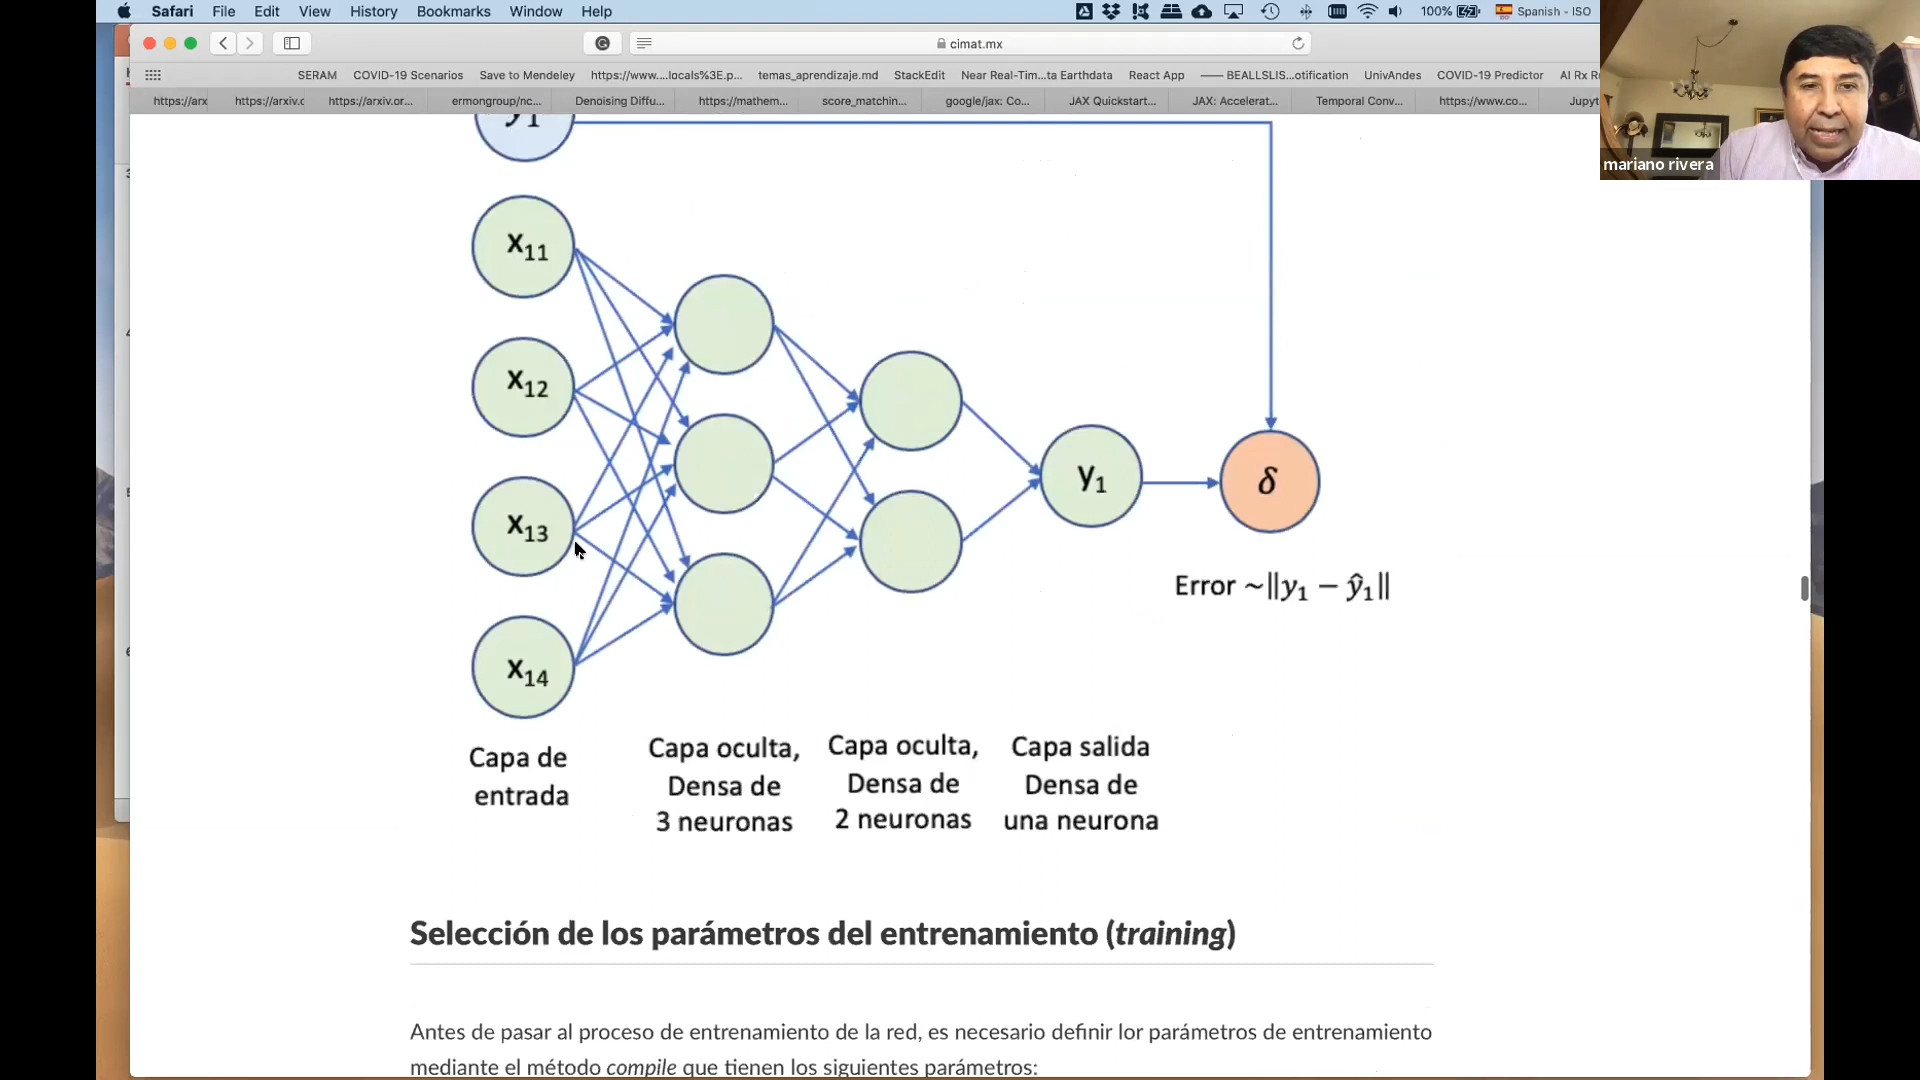 Safari File Edit View History Bookmarks Window Help 100% Spanish - ISO
cimat.mx
SERAM COVID-19 Scenarios Save to Mendeley https://www....locals%3E.p... temas_aprendizaje.md StackEdit Near Real-Tim...ta Earthdata React App —— BEALLSLIS...otification UnivAndes COVID-19 Predictor AI Rx R
https://arx https://arxiv.c https://arxiv.or... ermongroup/nc... Denoising Diffu... https://mathem... score_matchin... google/jax: Co... JAX Quickstart... JAX: Accelerat... Temporal Conv... https://www.co... Jupyt
mariano rivera
y₁
x₁₁
x₁₂
x₁₃
x₁₄
y₁
δ
Error ~‖y₁ − ŷ₁‖
Capa de
entrada
Capa oculta,
Densa de
3 neuronas
Capa oculta,
Densa de
2 neuronas
Capa salida
Densa de
una neurona
Selección de los parámetros del entrenamiento (training)
Antes de pasar al proceso de entrenamiento de la red, es necesario definir lor parámetros de entrenamiento
mediante el método compile que tienen los siguientes parámetros: